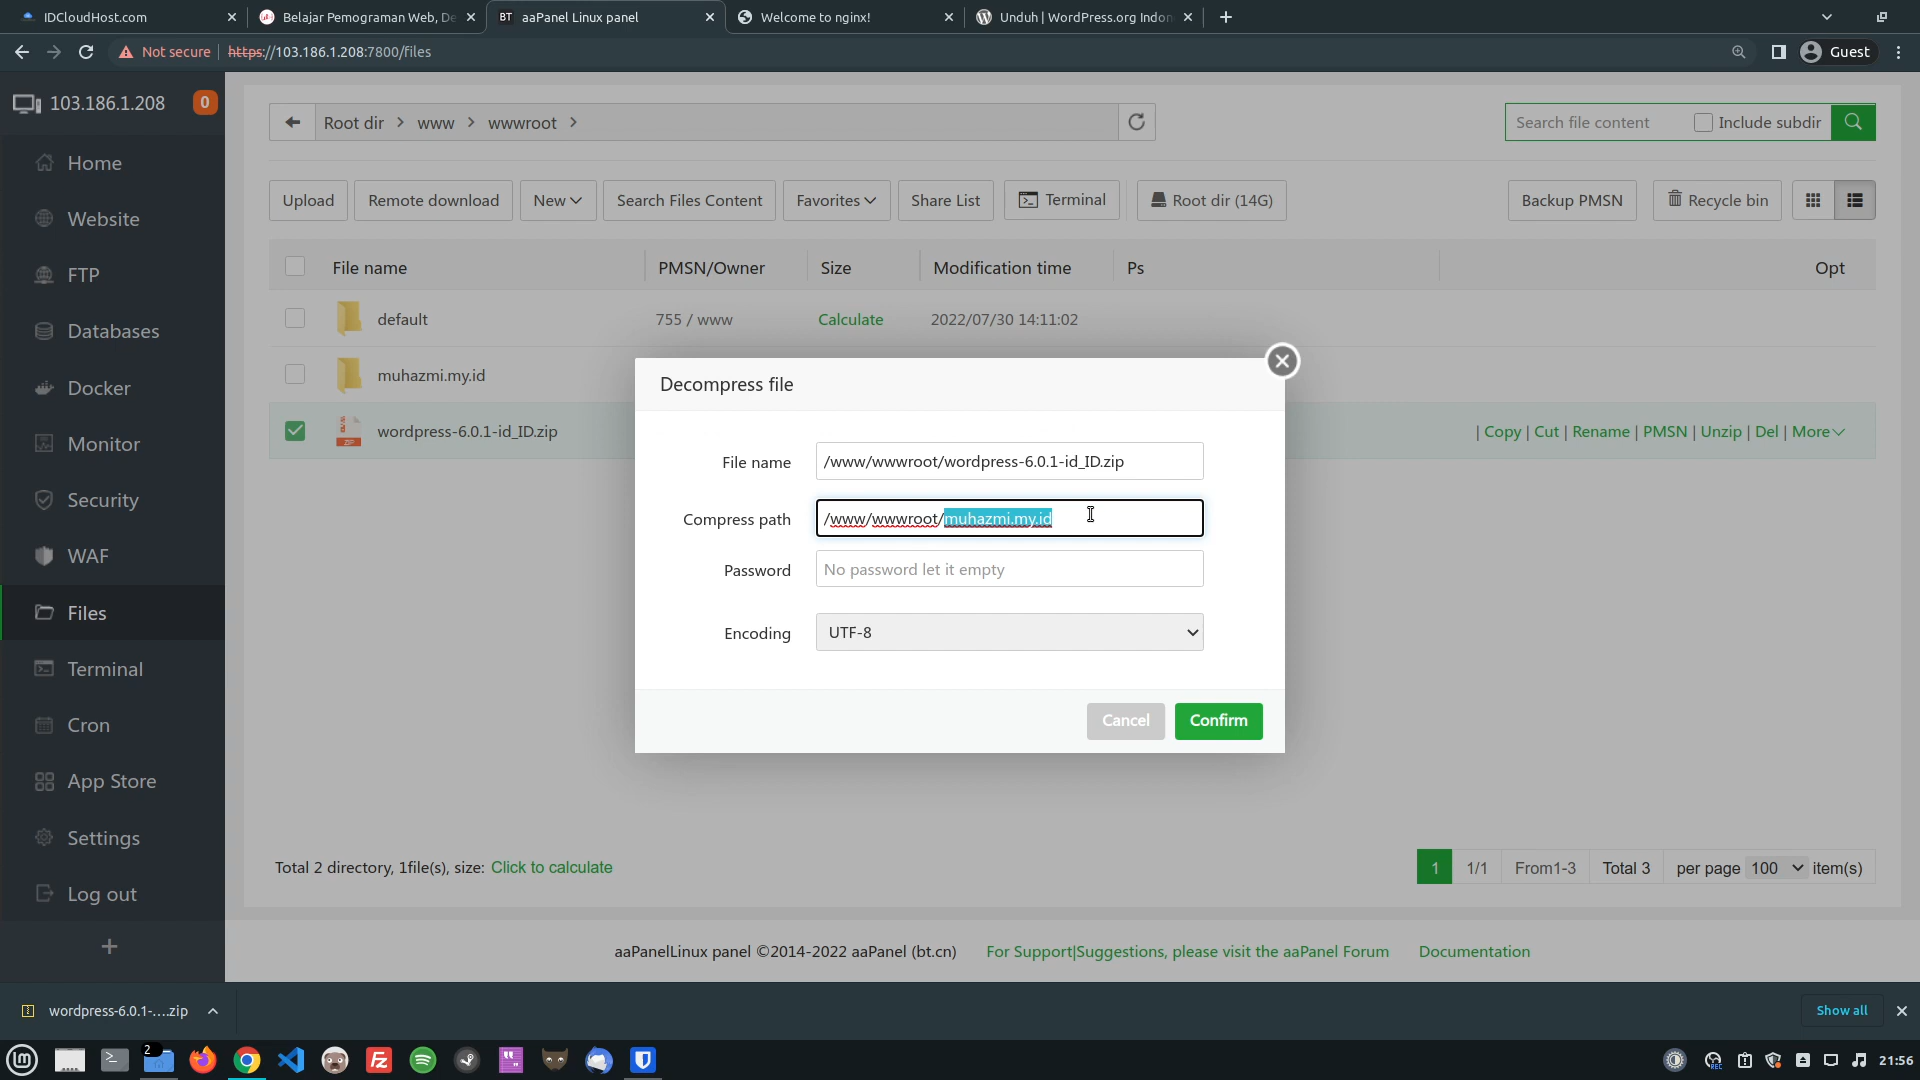 IDCloudHost.com
Belajar Pemograman Web, De
BT aaPanel Linux panel
Welcome to nginx!
Unduh | WordPress.org Indon
Not secure
https://103.186.1.208:7800/files
Guest
103.186.1.208
0
Home
Website
FTP
Databases
Docker
Monitor
Security
WAF
Files
Terminal
Cron
App Store
Settings
Log out
+
Root dir > www > wwwroot >
Search file content
Include subdir
Upload
Remote download
New
Search Files Content
Favorites
Share List
Terminal
Root dir (14G)
Backup PMSN
Recycle bin
File name
PMSN/Owner
Size
Modification time
Ps
Opt
default
755 / www
Calculate
2022/07/30 14:11:02
muhazmi.my.id
ZIP
wordpress-6.0.1-id_ID.zip
| Copy | Cut | Rename | PMSN | Unzip | Del | More
Decompress file
File name
/www/wwwroot/wordpress-6.0.1-id_ID.zip
Compress path
/www/wwwroot/muhazmi.my.id
Password
No password let it empty
Encoding
UTF-8
Cancel
Confirm
Total 2 directory, 1file(s), size: Click to calculate
1
1/1
From1-3
Total 3
per page 100 item(s)
aaPanelLinux panel ©2014-2022 aaPanel (bt.cn)
For Support|Suggestions, please visit the aaPanel Forum
Documentation
wordpress-6.0.1-....zip
Show all
2
REC
21:56